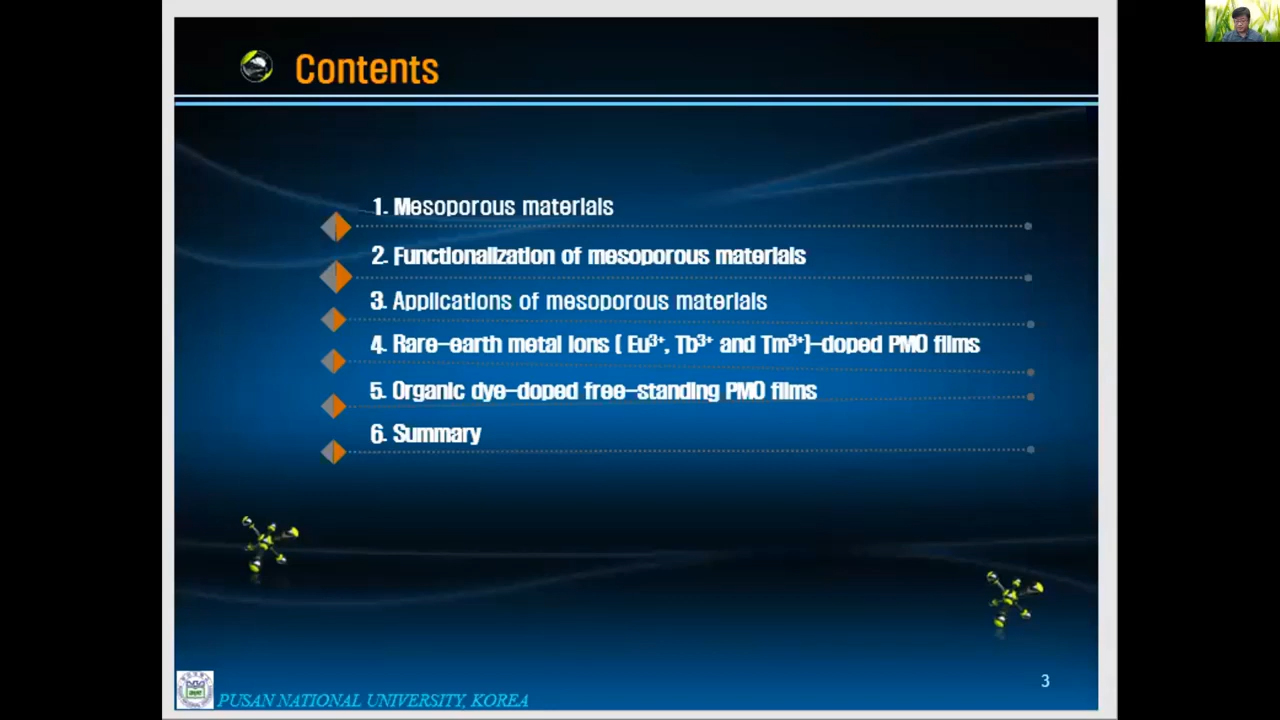 Contents
1. Mesoporous materials
2. Functionalization of mesoporous materials
3. Applications of mesoporous materials
4. Rare-earth metal ions ( Eu³⁺, Tb³⁺ and Tm³⁺)-doped PMO films
5. Organic dye-doped free-standing PMO films
6. Summary
PUSAN NATIONAL UNIVERSITY, KOREA
3